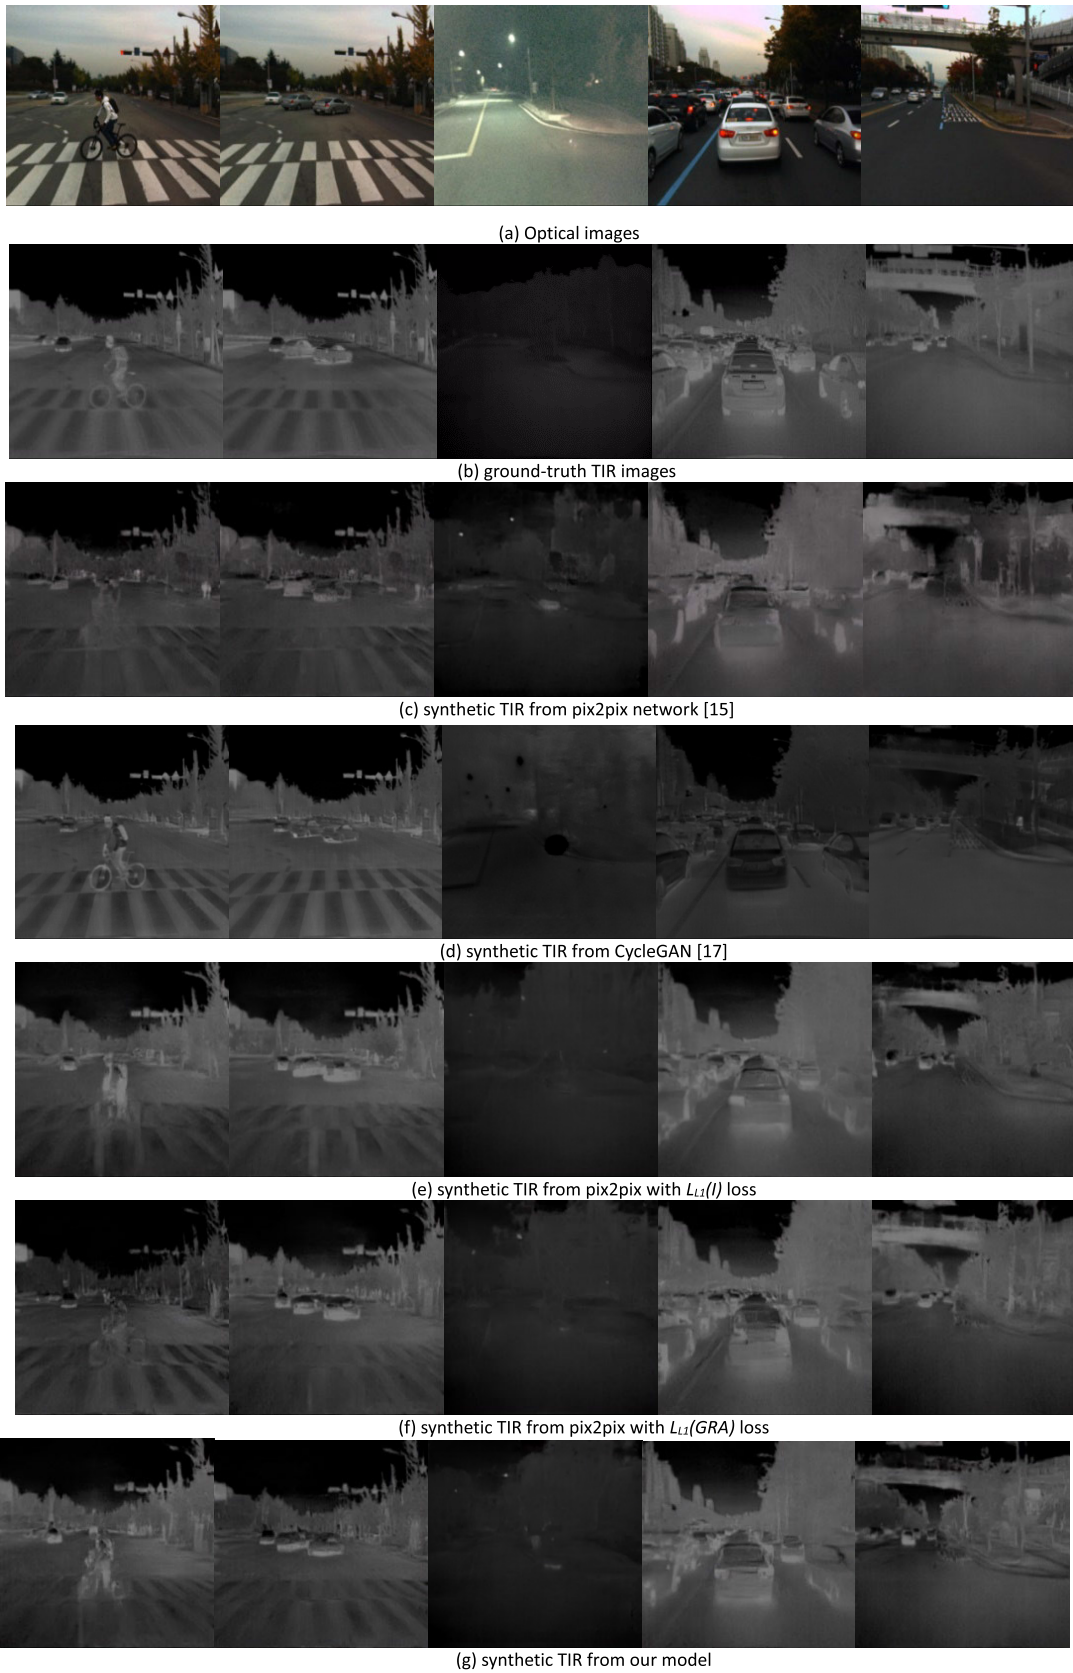 (a) Optical images
(b) ground-truth TIR images
(c) synthetic TIR from pix2pix network [15]
(d) synthetic TIR from CycleGAN [17]
(e) synthetic TIR from pix2pix with L_L1(I) loss
(f) synthetic TIR from pix2pix with L_L1(GRA) loss
(g) synthetic TIR from our model